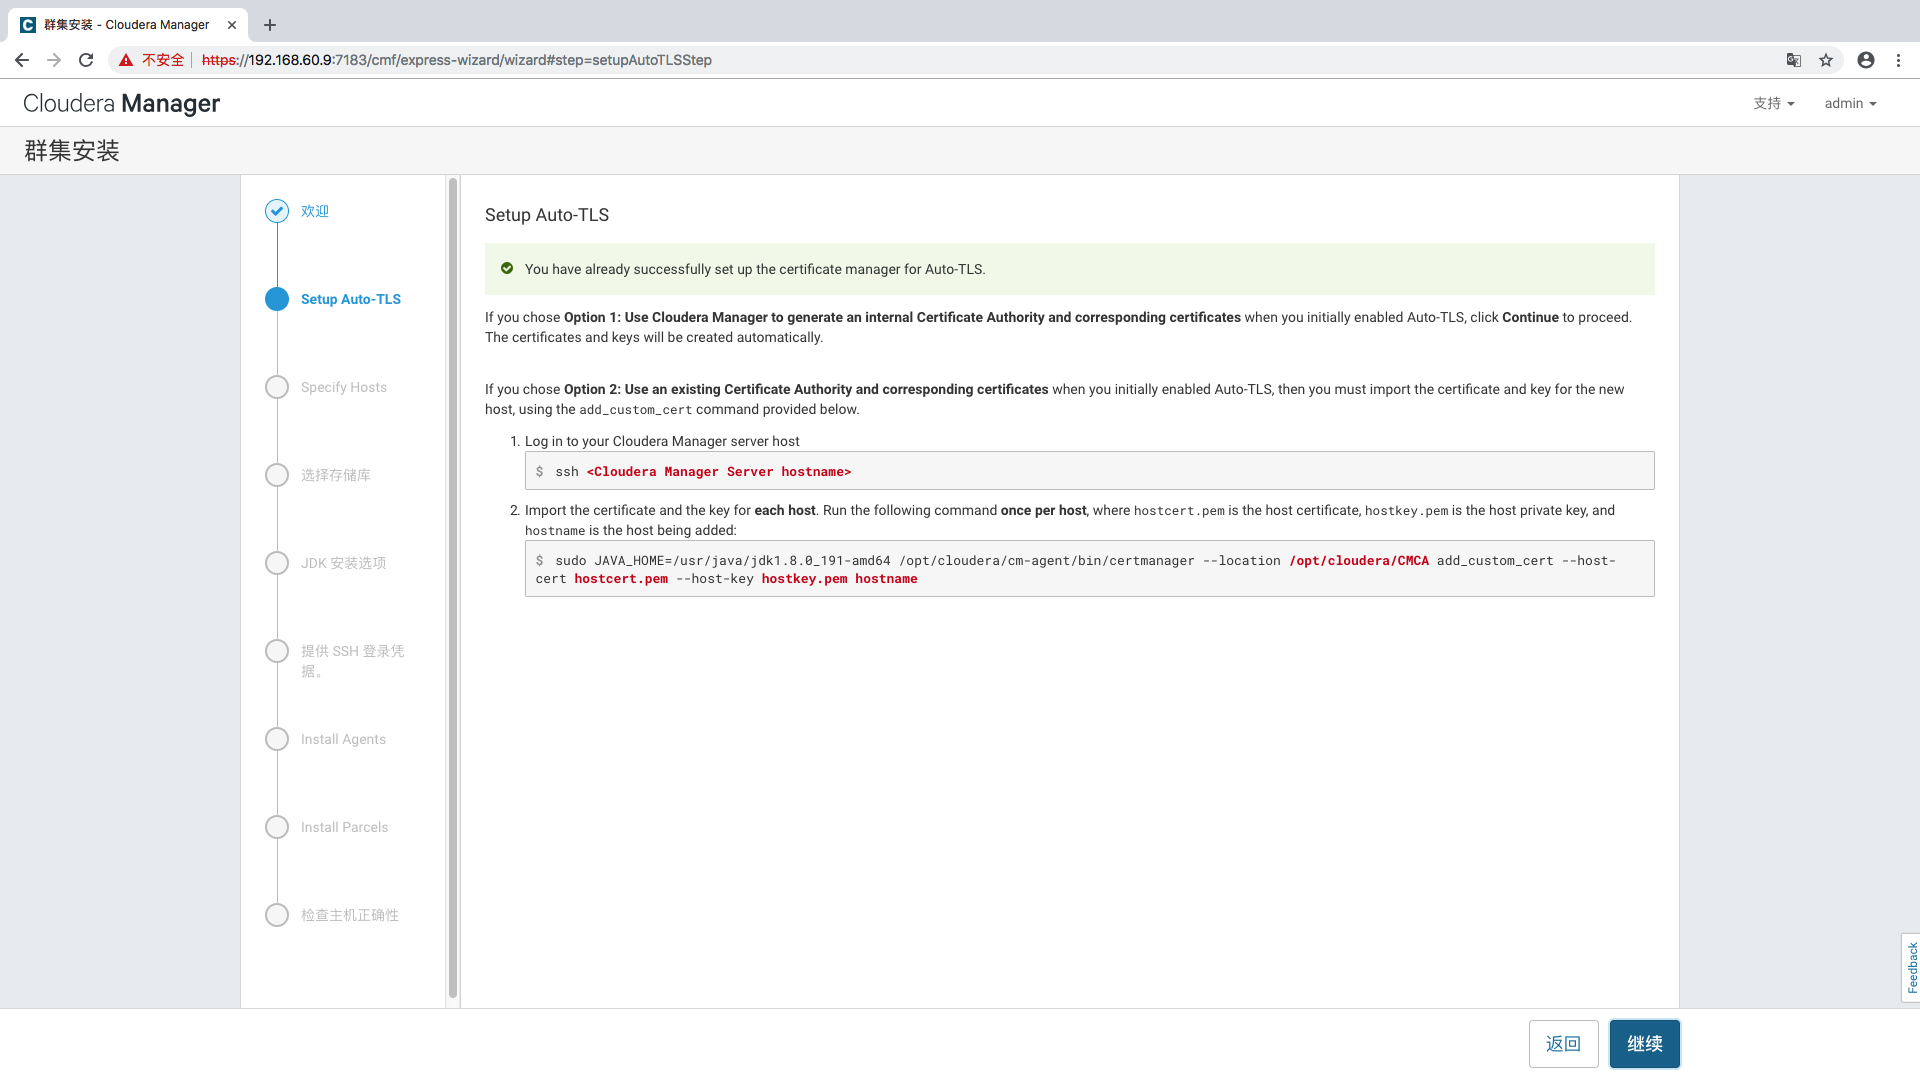 群集安装 - Cloudera Manager
不安全
https://192.168.60.9:7183/cmf/express-wizard/wizard#step=setupAutoTLSStep
Cloudera Manager
支持
admin
群集安装
欢迎
Setup Auto-TLS
Specify Hosts
选择存储库
JDK 安装选项
提供 SSH 登录凭
据。
Install Agents
Install Parcels
检查主机正确性
Setup Auto-TLS
You have already successfully set up the certificate manager for Auto-TLS.
If you chose Option 1: Use Cloudera Manager to generate an internal Certificate Authority and corresponding certificates when you initially enabled Auto-TLS, click Continue to proceed.
The certificates and keys will be created automatically.
If you chose Option 2: Use an existing Certificate Authority and corresponding certificates when you initially enabled Auto-TLS, then you must import the certificate and key for the new
host, using the add_custom_cert command provided below.
1. Log in to your Cloudera Manager server host
$ ssh <Cloudera Manager Server hostname>
2. Import the certificate and the key for each host. Run the following command once per host, where hostcert.pem is the host certificate, hostkey.pem is the host private key, and
hostname is the host being added:
$ sudo JAVA_HOME=/usr/java/jdk1.8.0_191-amd64 /opt/cloudera/cm-agent/bin/certmanager --location /opt/cloudera/CMCA add_custom_cert --host-
cert hostcert.pem --host-key hostkey.pem hostname
Feedback
返回
继续